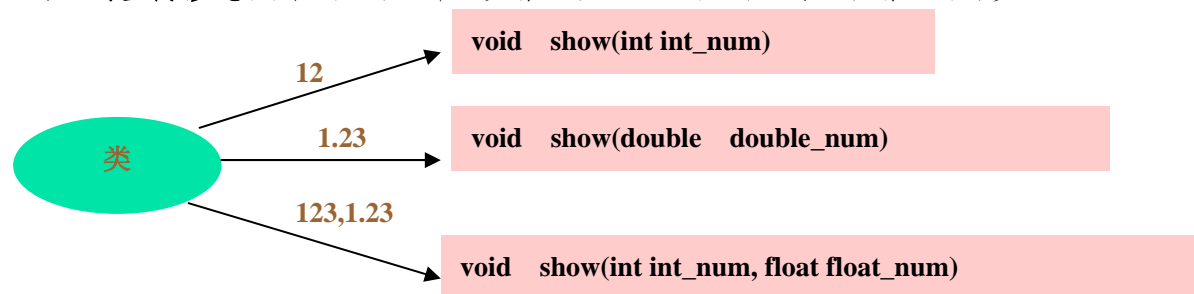 void show(int int_num)
12
1.23
void show(double double_num)
类
123,1.23
void show(int int_num, float float_num)